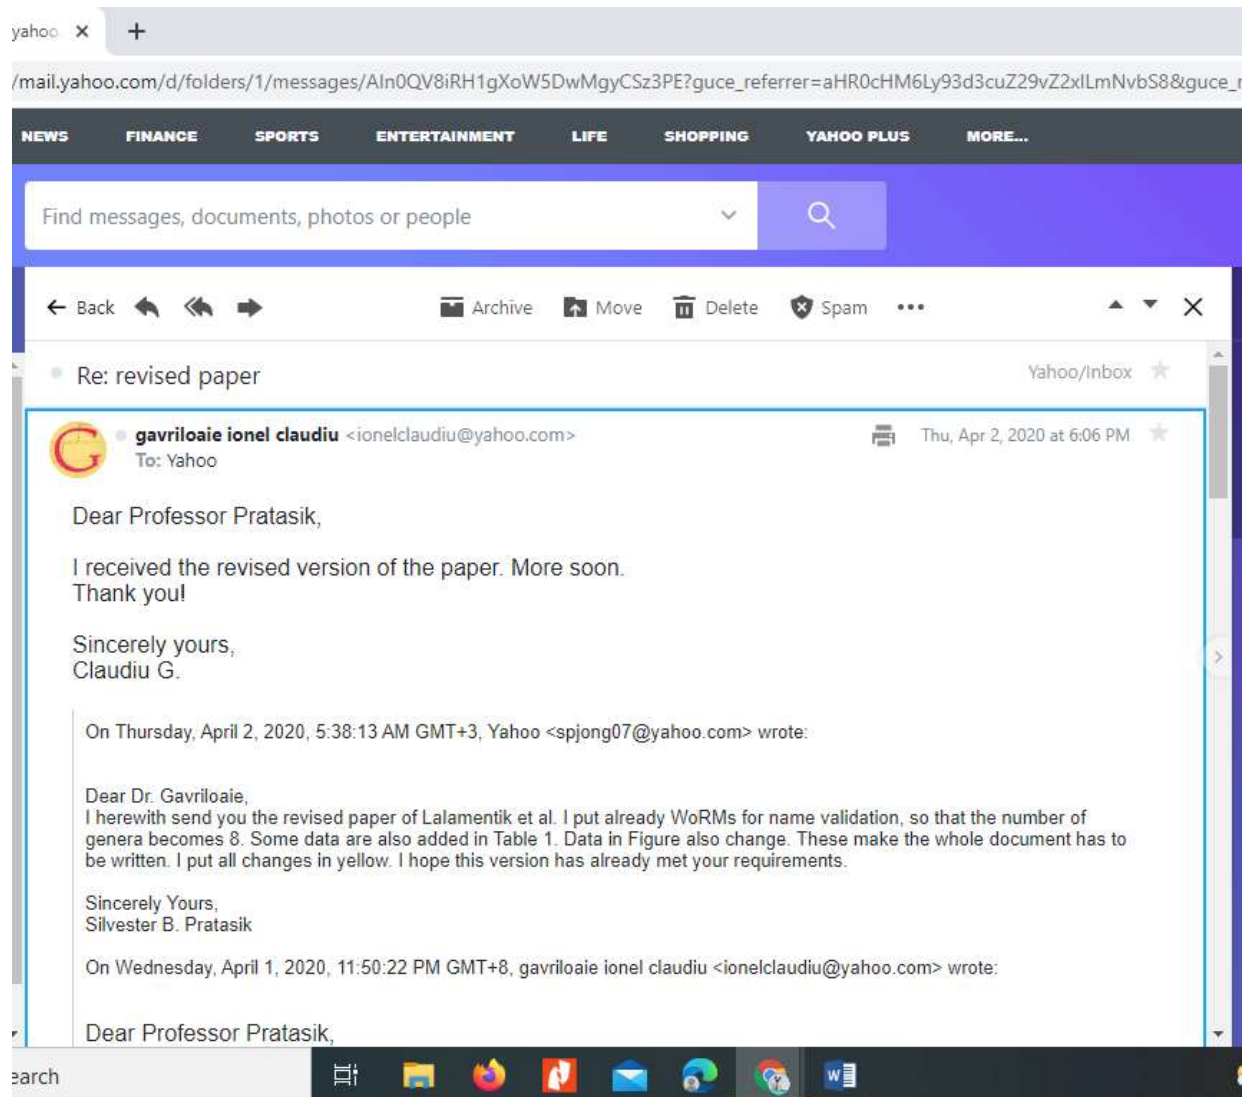 yahoo
/mail.yahoo.com/d/folders/1/messages/AIn0QV8iRH1gXoW5DwMgyCSz3PE?guce_referrer=aHR0cHM6Ly93d3cuZ29vZ2xlLmNvbS8&guce_r
NEWS FINANCE SPORTS ENTERTAINMENT LIFE SHOPPING YAHOO PLUS MORE...
Find messages, documents, photos or people
Back Archive Move Delete Spam
Re: revised paper Yahoo/Inbox
gavriloaie ionel claudiu <ionelclaudiu@yahoo.com> Thu, Apr 2, 2020 at 6:06 PM
To: Yahoo
Dear Professor Pratasik,
I received the revised version of the paper. More soon.
Thank you!
Sincerely yours,
Claudiu G.
On Thursday, April 2, 2020, 5:38:13 AM GMT+3, Yahoo <spjong07@yahoo.com> wrote:
Dear Dr. Gavriloaie,
I herewith send you the revised paper of Lalamentik et al. I put already WoRMs for name validation, so that the number of
genera becomes 8. Some data are also added in Table 1. Data in Figure also change. These make the whole document has to
be written. I put all changes in yellow. I hope this version has already met your requirements.
Sincerely Yours,
Silvester B. Pratasik
On Wednesday, April 1, 2020, 11:50:22 PM GMT+8, gavriloaie ionel claudiu <ionelclaudiu@yahoo.com> wrote:
Dear Professor Pratasik,
earch